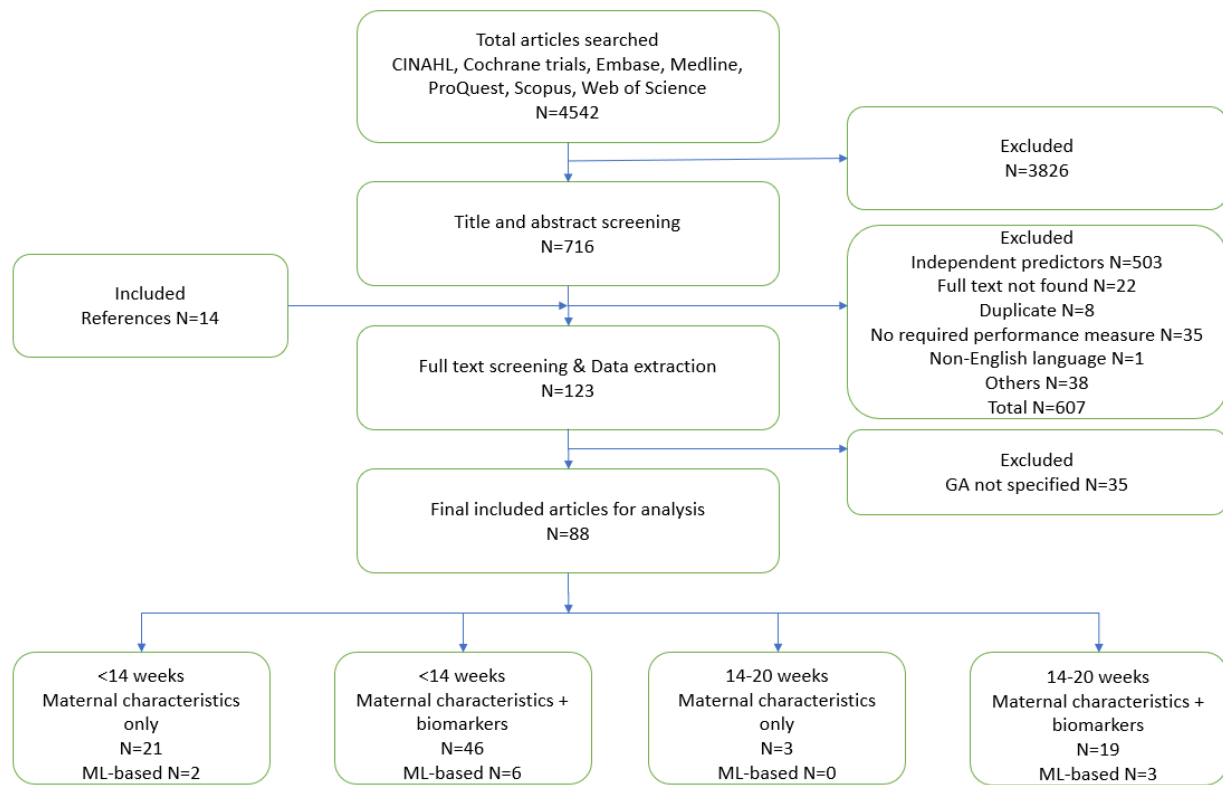 Total articles searched
CINAHL, Cochrane trials, Embase, Medline,
ProQuest, Scopus, Web of Science
N=4542
Excluded
N=3826
Title and abstract screening
N=716
Included
References N=14
Excluded
Independent predictors N=503
Full text not found N=22
Duplicate N=8
No required performance measure N=35
Non-English language N=1
Others N=38
Total N=607
Full text screening & Data extraction
N=123
Excluded
GA not specified N=35
Final included articles for analysis
N=88
<14 weeks
Maternal characteristics
only
N=21
ML-based N=2
<14 weeks
Maternal characteristics +
biomarkers
N=46
ML-based N=6
14-20 weeks
Maternal characteristics
only
N=3
ML-based N=0
14-20 weeks
Maternal characteristics +
biomarkers
N=19
ML-based N=3